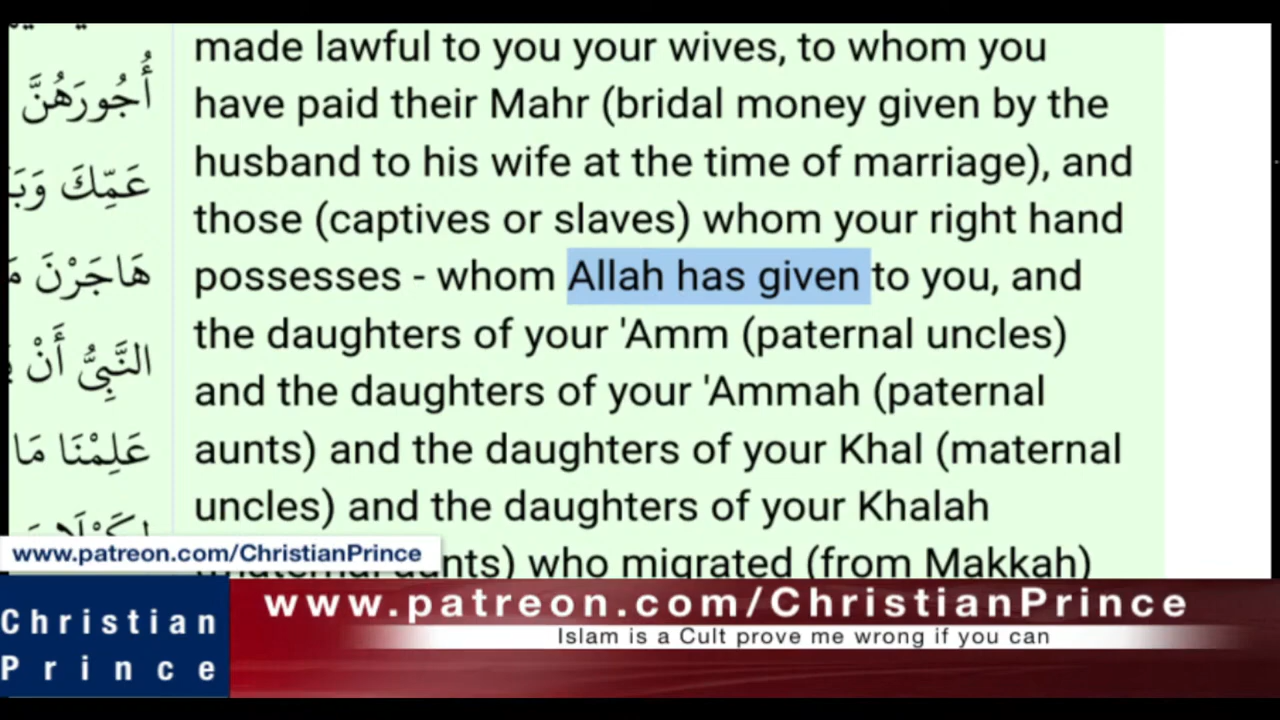 made lawful to you your wives, to whom you
have paid their Mahr (bridal money given by the
husband to his wife at the time of marriage), and
those (captives or slaves) whom your right hand
possesses - whom Allah has given to you, and
the daughters of your 'Amm (paternal uncles)
and the daughters of your 'Ammah (paternal
aunts) and the daughters of your Khal (maternal
uncles) and the daughters of your Khalah
aunts) who migrated (from Makkah)
أُجُورَهُنَّ
عَمِّكَ
هَاجَرْنَ
النَّبِيُّ أَنْ
عَلِمْنَا مَا
www.patreon.com/ChristianPrince
www.patreon.com/ChristianPrince
Islam is a Cult prove me wrong if you can
Christian
Prince